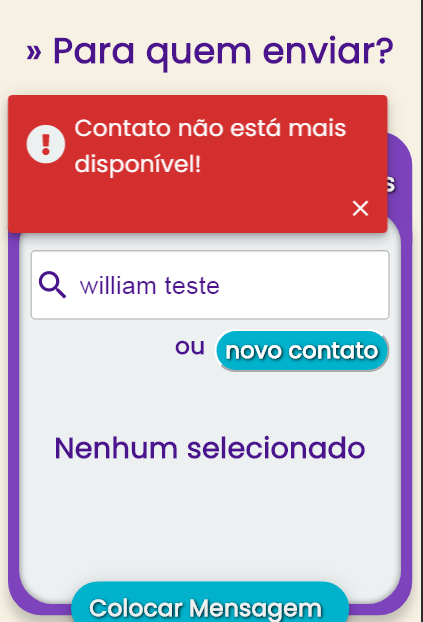 » Para quem enviar?
Contato não está mais
disponível!
s
william teste
ou novo contato
Nenhum selecionado
Colocar Mensagem